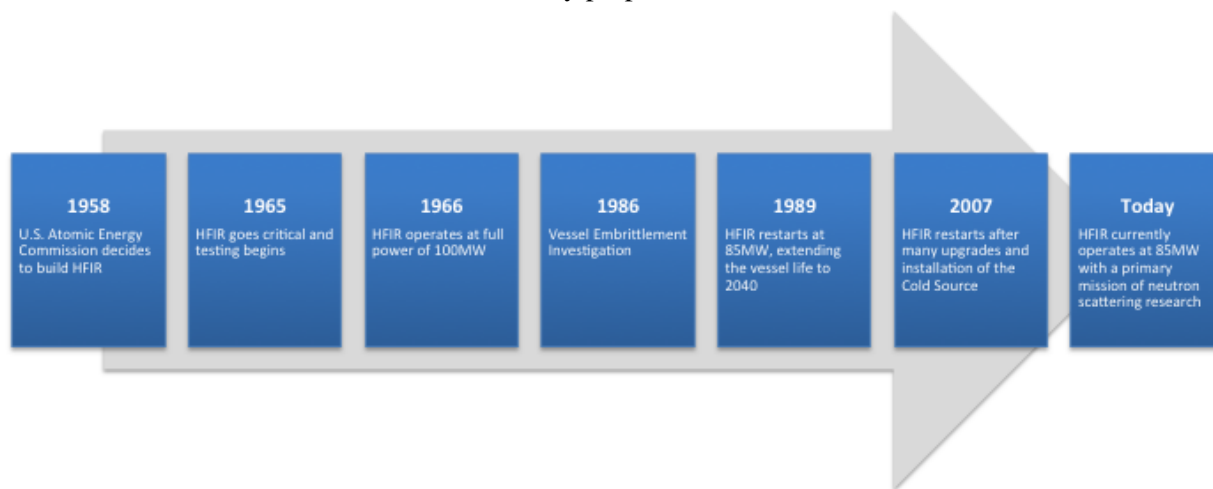 1958
U.S. Atomic Energy
Commission decides
to build HFIR
1965
HFIR goes critical and
testing begins
1966
HFIR operates at full
power of 100MW
1986
Vessel Embrittlement
Investigation
1989
HFIR restarts at
85MW, extending
the vessel life to
2040
2007
HFIR restarts after
many upgrades and
installation of the
Cold Source
Today
HFIR currently
operates at 85MW
with a primary
mission of neutron
scattering research